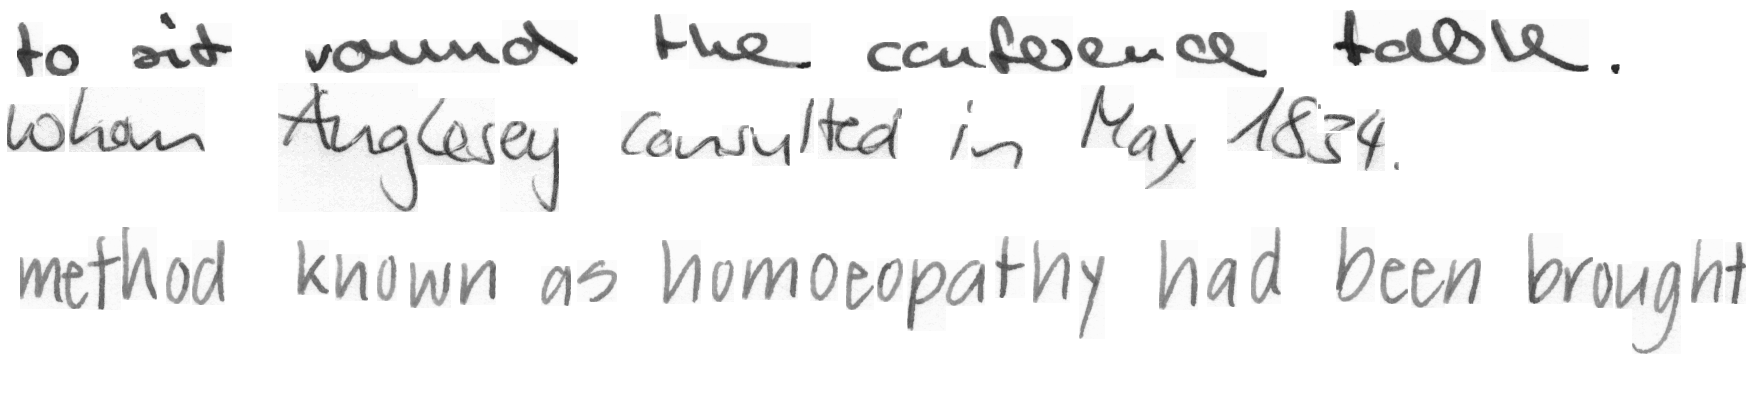 to sit round the conference table.
whom Anglesey consulted in May 1834.
method known as homoeopathy had been brought